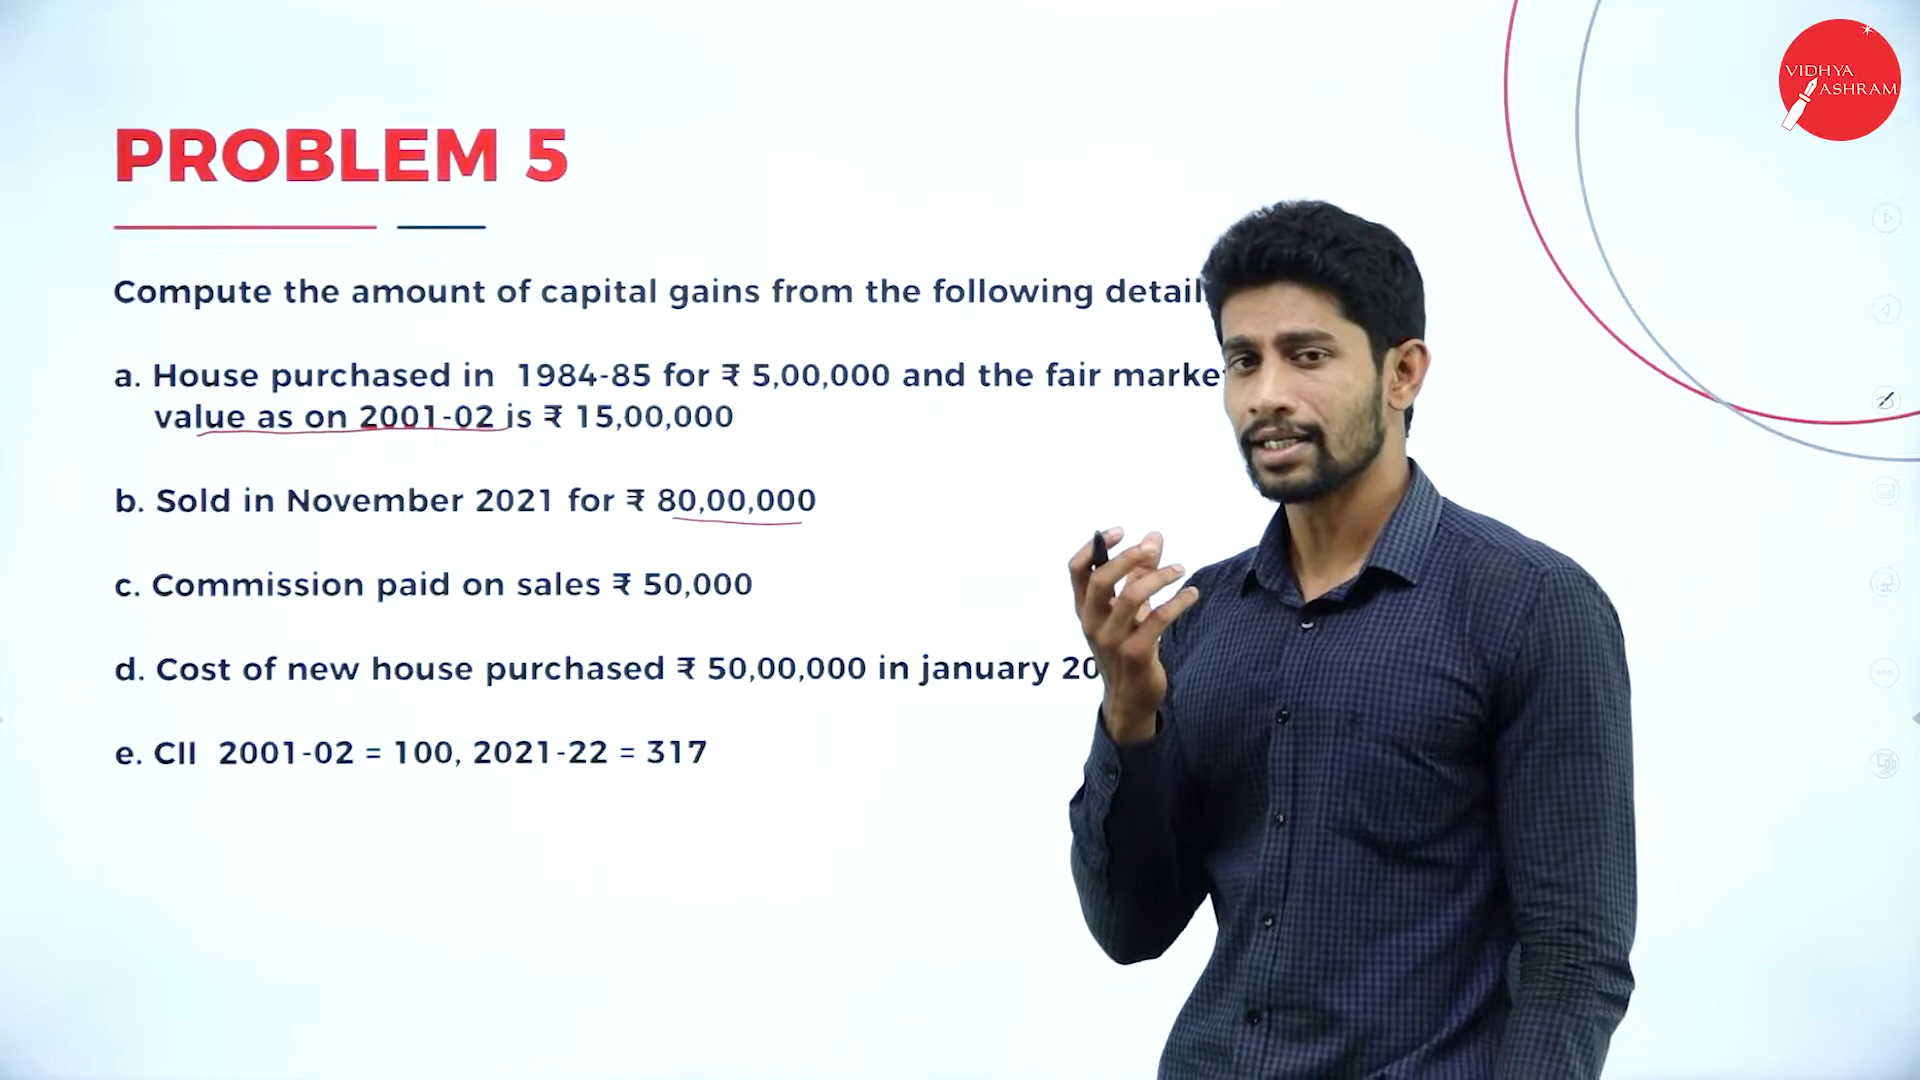 VIDHYA
ASHRAM
PROBLEM 5
Compute the amount of capital gains from the following
a. House purchased in 1984-85 for ₹ 5,00,000 and the fair
value as on 2001-02 is ₹ 15,00,000
b. Sold in November 2021 for ₹ 80,00,000
c. Commission paid on sales ₹ 50,000
d. Cost of new house purchased ₹ 50,00,000 in january
e. CII 2001-02 = 100, 2021-22 = 317